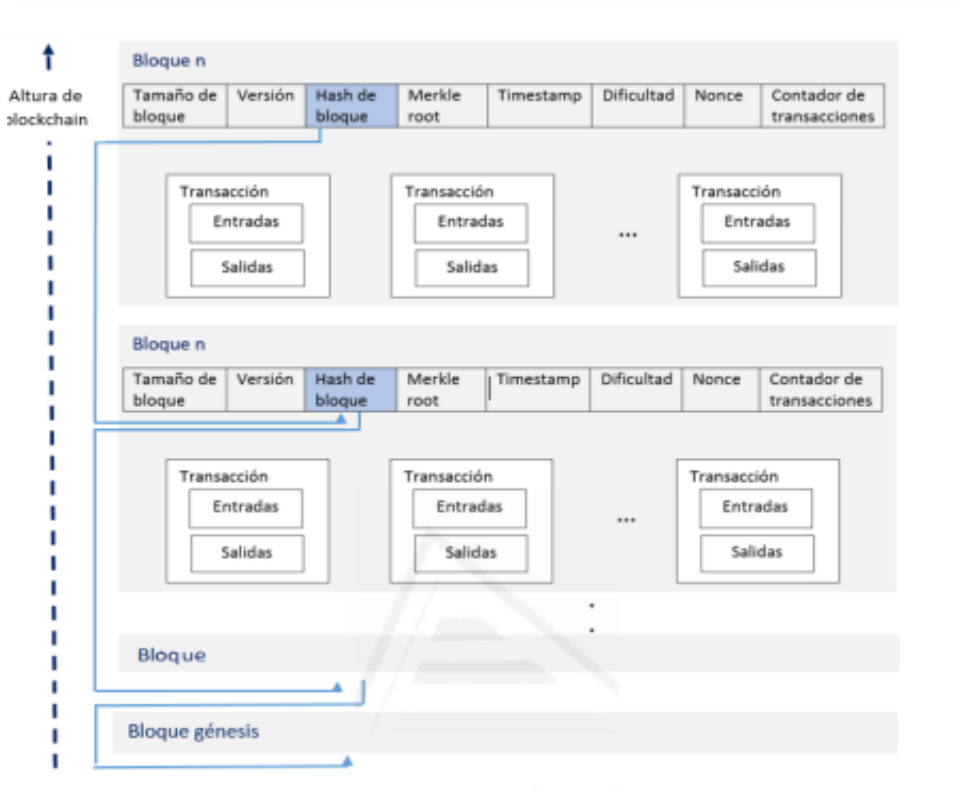 Bloque n
Altura de
blockchain
Tamaño de Versión Hash de Merkle Timestamp Dificultad Nonce Contador de
bloque bloque root transacciones
Transacción Transacción Transacción
Entradas Entradas Entradas
...
Salidas Salidas Salidas
Bloque n
Tamaño de Versión Hash de Merkle Timestamp Dificultad Nonce Contador de
bloque bloque root transacciones
Transacción Transacción Transacción
Entradas Entradas Entradas
...
Salidas Salidas Salidas
Bloque
Bloque génesis